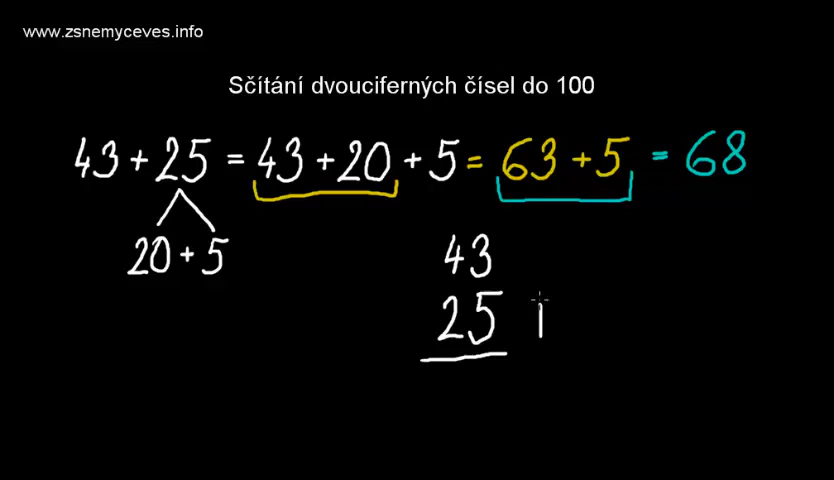 www.zsnemyceves.info
Sčítání dvouciferných čísel do 100
43 + 25 = 43 + 20 + 5 = 63 + 5 = 68
20 + 5
43
25